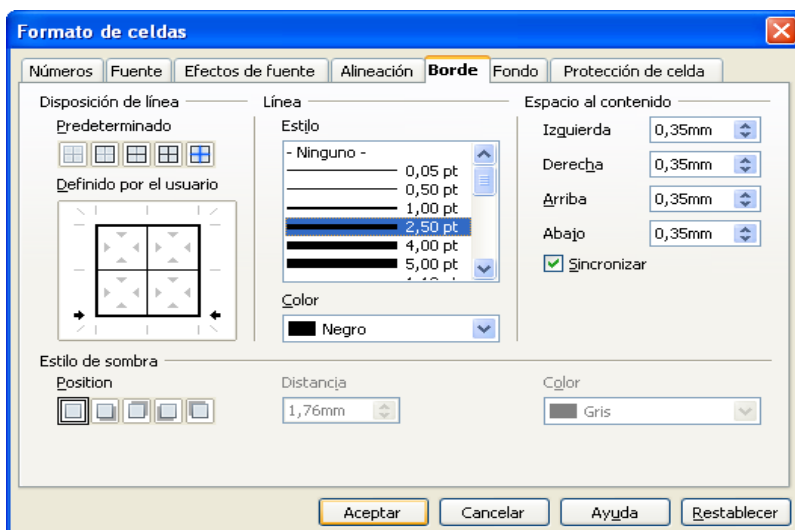 Formato de celdas
Números Fuente Efectos de fuente Alineación Borde Fondo Protección de celda
Disposición de línea
Predeterminado
Definido por el usuario
Línea
Estilo
- Ninguno -
0,05 pt
0,50 pt
1,00 pt
2,50 pt
4,00 pt
5,00 pt
Color
Negro
Espacio al contenido
Izquierda 0,35mm
Derecha 0,35mm
Arriba 0,35mm
Abajo 0,35mm
Sincronizar
Estilo de sombra
Position
Distancia
1,76mm
Color
Gris
Aceptar Cancelar Ayuda Restablecer